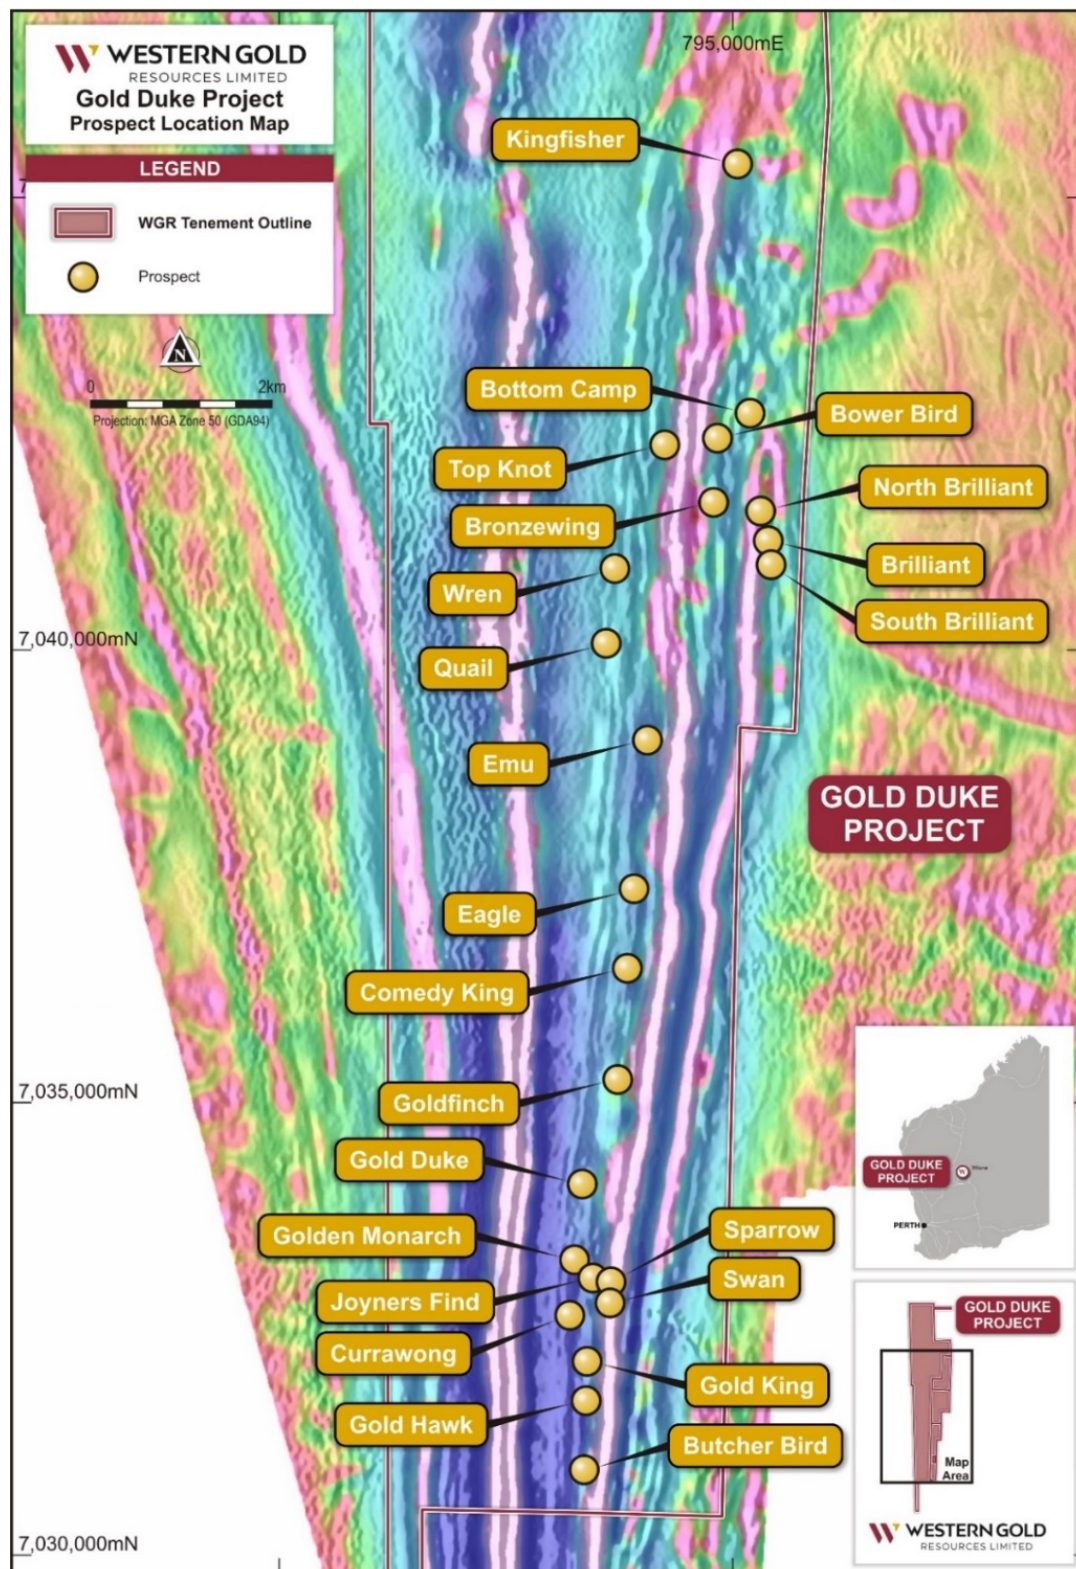 WESTERN GOLD
RESOURCES LIMITED
Gold Duke Project
Prospect Location Map
LEGEND
WGR Tenement Outline
Prospect
N
0 2km
Projection: MGA Zone 50 (GDA94)
795,000mE
Kingfisher
Bottom Camp
Bower Bird
Top Knot
North Brilliant
Bronzewing
Brilliant
Wren
South Brilliant
7,040,000mN
Quail
Emu
GOLD DUKE
PROJECT
Eagle
Comedy King
7,035,000mN
Goldfinch
Gold Duke
Golden Monarch
Sparrow
Joyners Find
Swan
Currawong
Gold King
Gold Hawk
Butcher Bird
7,030,000mN
GOLD DUKE
PROJECT
W
PERTH
GOLD DUKE
PROJECT
Map
Area
WESTERN GOLD
RESOURCES LIMITED